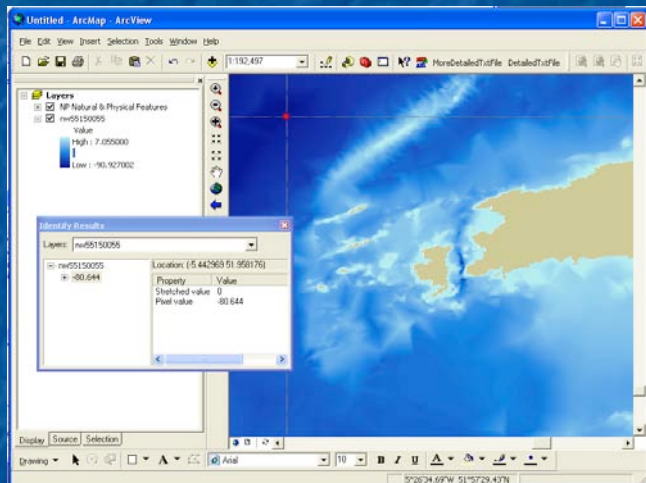 Untitled - ArcMap - ArcView
File Edit View Insert Selection Tools Window Help
1:192,497
MoreDetailedTxtFile DetailedTxtFile
Layers
NP Natural & Physical Features
nw55150055
Value
High : 7.055000
Low : -90.927002
Identify Results
Layers: nw55150055
nw55150055
-80.644
Location: (-5.442969 51.958176)
Property Value
Stretched value 0
Pixel value -80.644
Display Source Selection
Drawing Arial 10 B I U A
5°26'34.69"W 51°57'29.43"N